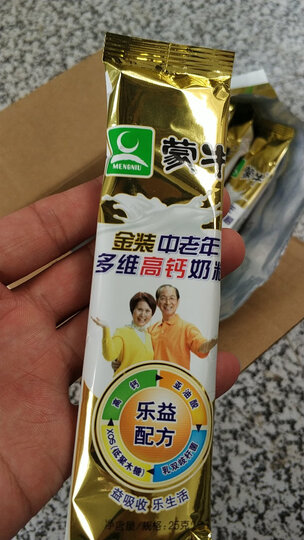 MENGNIU
蒙牛
金装中老年
多维高钙奶粉
高钙
亚油酸
XOS(低聚木糖)
乳双歧杆菌
乐益
配方
益吸收 乐生活
净含量/规格:25克